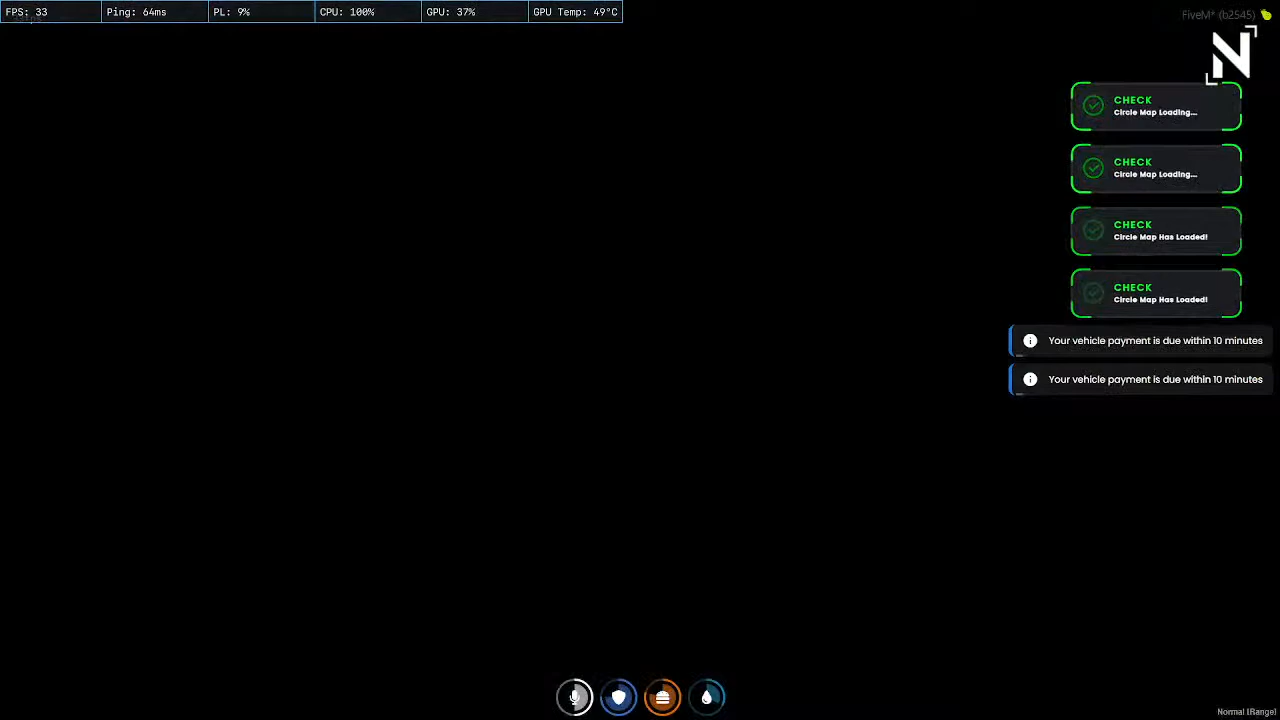 FPS: 33 Ping: 64ms PL: 9% CPU: 100% GPU: 37% GPU Temp: 49°C
FiveM* (b2545)
N
CHECK
Circle Map Loading...
CHECK
Circle Map Loading...
CHECK
Circle Map Has Loaded!
CHECK
Circle Map Has Loaded!
Your vehicle payment is due within 10 minutes
Your vehicle payment is due within 10 minutes
Normal [Range]